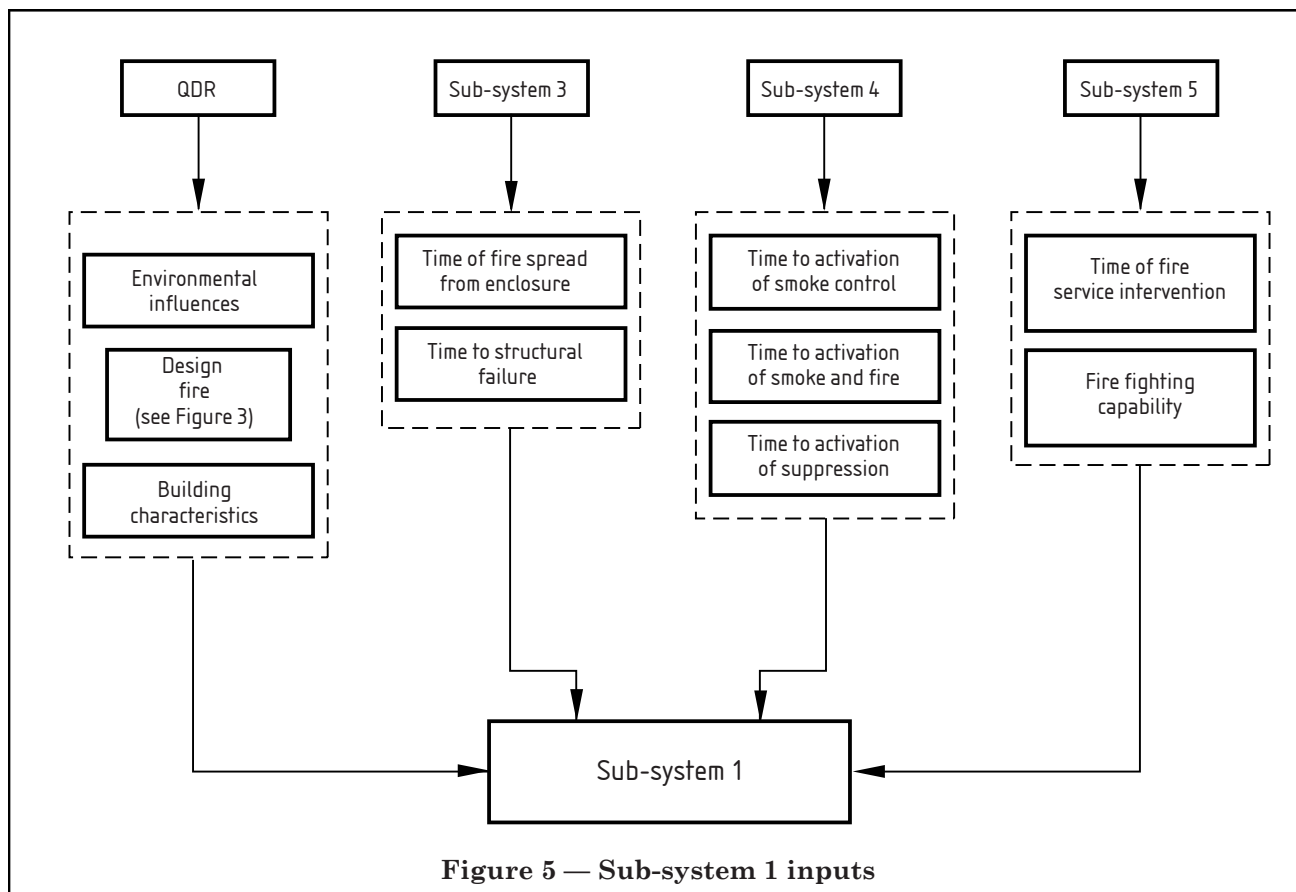 QDR
Sub-system 3
Sub-system 4
Sub-system 5
Environmental
influences
Design
fire
(see Figure 3)
Building
characteristics
Time of fire spread
from enclosure
Time to structural
failure
Time to activation
of smoke control
Time to activation
of smoke and fire
Time to activation
of suppression
Time of fire
service intervention
Fire fighting
capability
Sub-system 1
Figure 5 — Sub-system 1 inputs